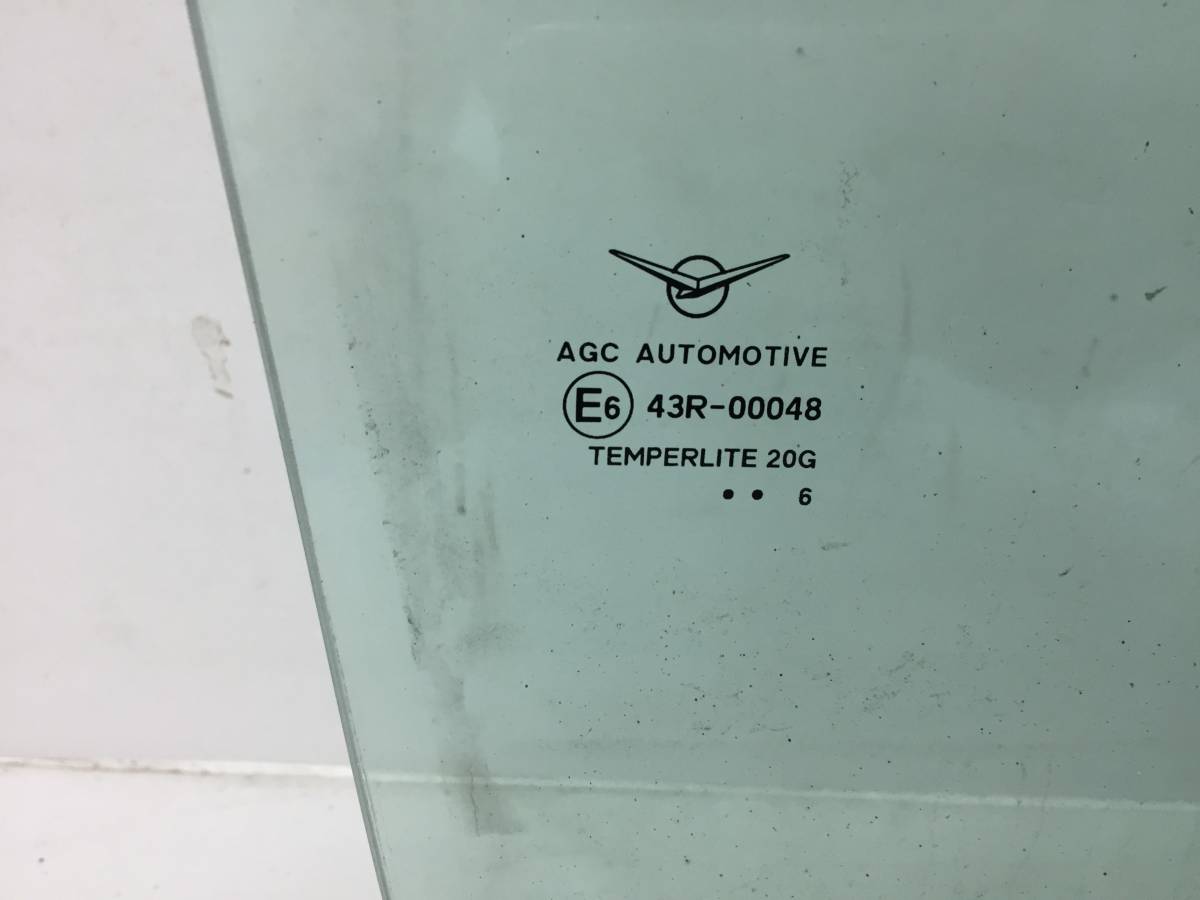 AGC AUTOMOTIVE
E6 43R-00048
TEMPERLITE 20G
•• 6